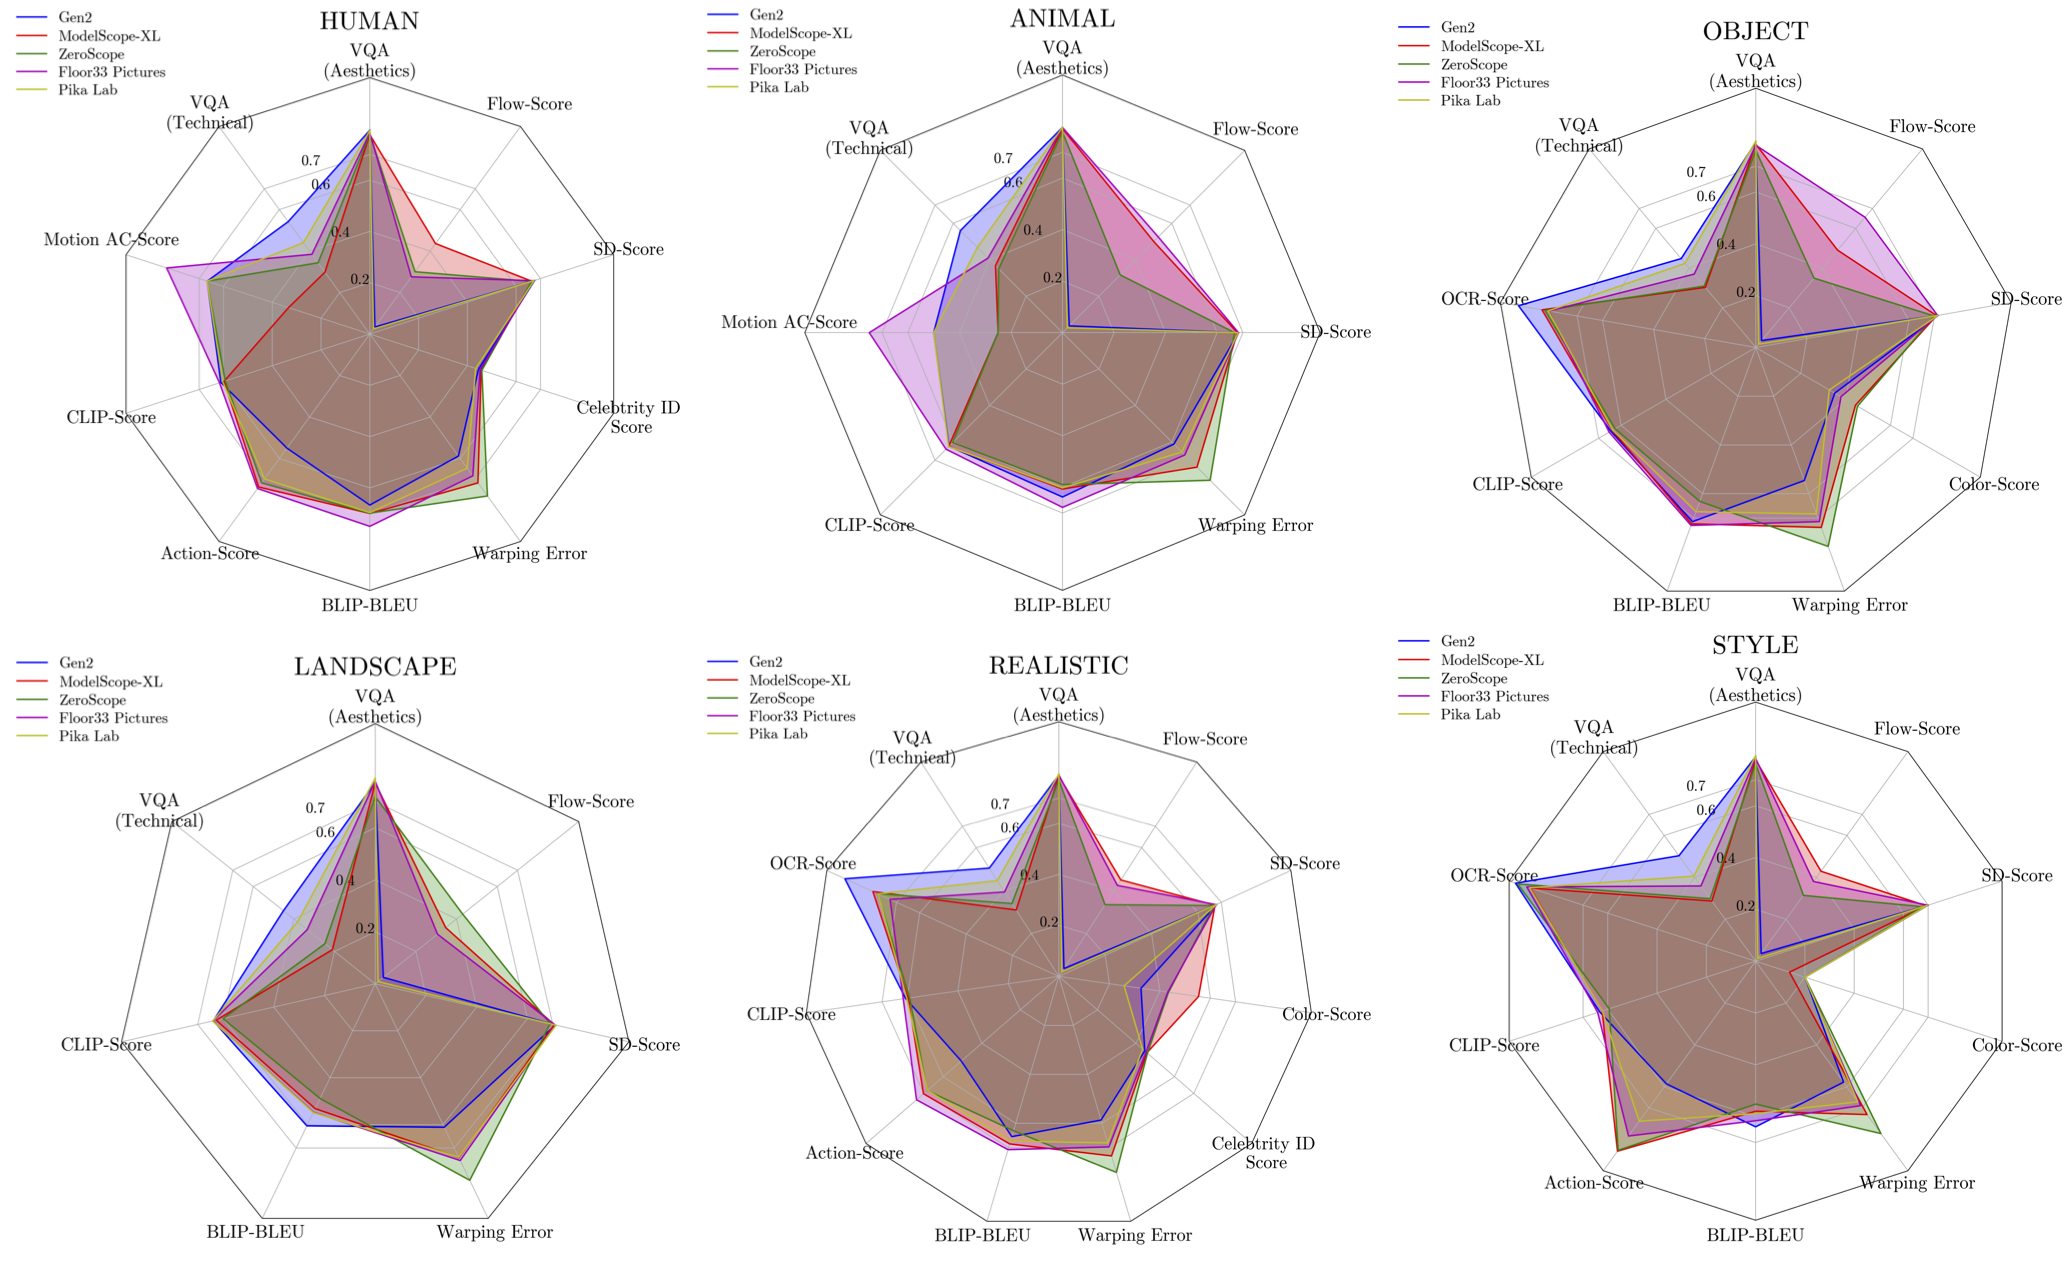 HUMAN
Gen2
ModelScope-XL
ZeroScope
Floor33 Pictures
Pika Lab
VQA
(Aesthetics)
Flow-Score
SD-Score
Celebtrity ID
Score
Warping Error
BLIP-BLEU
Action-Score
CLIP-Score
Motion AC-Score
VQA
(Technical)
0.7
0.6
0.4
0.2
ANIMAL
Gen2
ModelScope-XL
ZeroScope
Floor33 Pictures
Pika Lab
VQA
(Aesthetics)
Flow-Score
SD-Score
Warping Error
BLIP-BLEU
CLIP-Score
Motion AC-Score
VQA
(Technical)
0.7
0.6
0.4
0.2
OBJECT
Gen2
ModelScope-XL
ZeroScope
Floor33 Pictures
Pika Lab
VQA
(Aesthetics)
Flow-Score
SD-Score
Color-Score
Warping Error
BLIP-BLEU
CLIP-Score
OCR-Score
VQA
(Technical)
0.7
0.6
0.4
0.2
LANDSCAPE
Gen2
ModelScope-XL
ZeroScope
Floor33 Pictures
Pika Lab
VQA
(Aesthetics)
Flow-Score
SD-Score
Warping Error
BLIP-BLEU
CLIP-Score
VQA
(Technical)
0.7
0.6
0.4
0.2
REALISTIC
Gen2
ModelScope-XL
ZeroScope
Floor33 Pictures
Pika Lab
VQA
(Aesthetics)
Flow-Score
SD-Score
Color-Score
Celebtrity ID
Score
Warping Error
BLIP-BLEU
Action-Score
CLIP-Score
OCR-Score
VQA
(Technical)
0.7
0.6
0.4
0.2
STYLE
Gen2
ModelScope-XL
ZeroScope
Floor33 Pictures
Pika Lab
VQA
(Aesthetics)
Flow-Score
SD-Score
Color-Score
Warping Error
BLIP-BLEU
Action-Score
CLIP-Score
OCR-Score
VQA
(Technical)
0.7
0.6
0.4
0.2